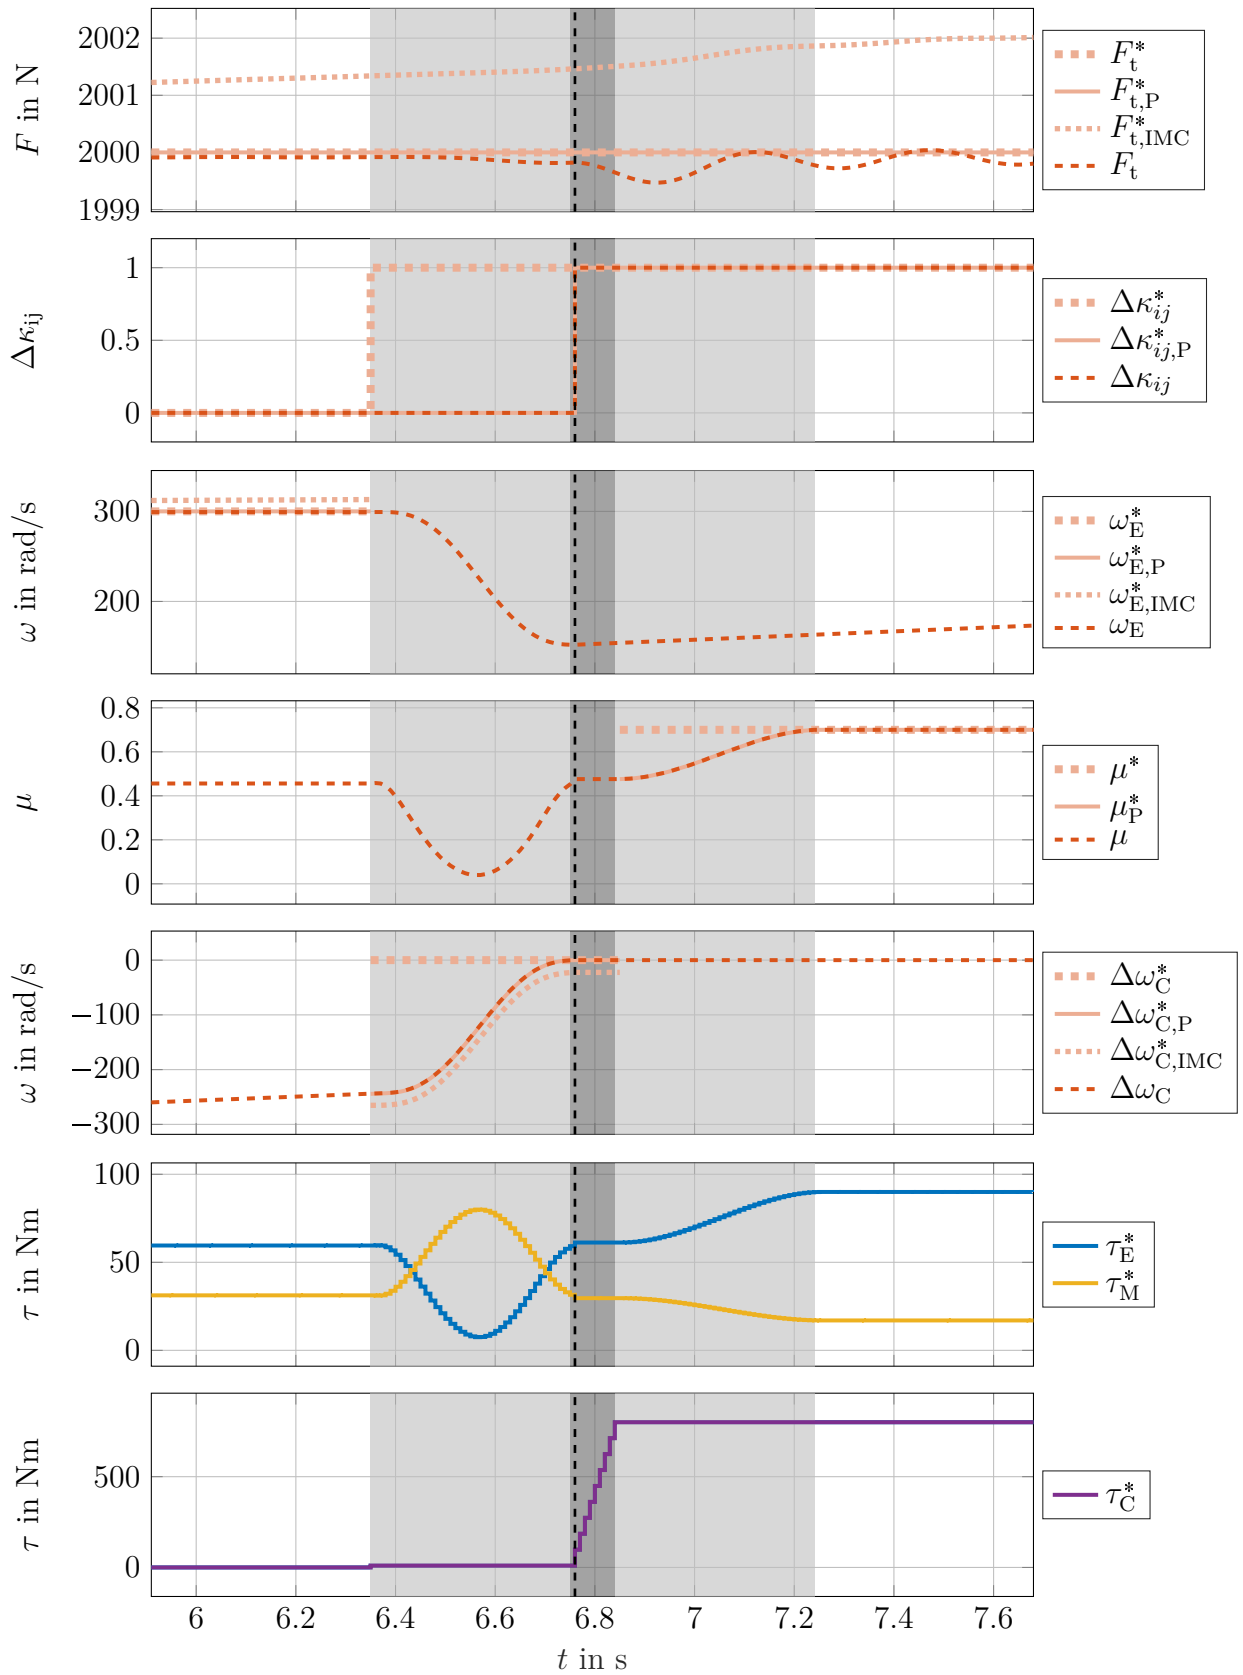 F in N
2002
2001
2000
1999
F*t
F*t,P
F*t,IMC
Ft
Δκij
1
0.5
0
Δκ*ij
Δκ*ij,P
Δκij
ω in rad/s
300
200
ω*E
ω*E,P
ω*E,IMC
ωE
μ
0.8
0.6
0.4
0.2
0
μ*
μ*P
μ
ω in rad/s
0
−100
−200
−300
Δω*C
Δω*C,P
Δω*C,IMC
ΔωC
τ in Nm
100
50
0
τ*E
τ*M
τ in Nm
500
0
τ*C
6 6.2 6.4 6.6 6.8 7 7.2 7.4 7.6
t in s